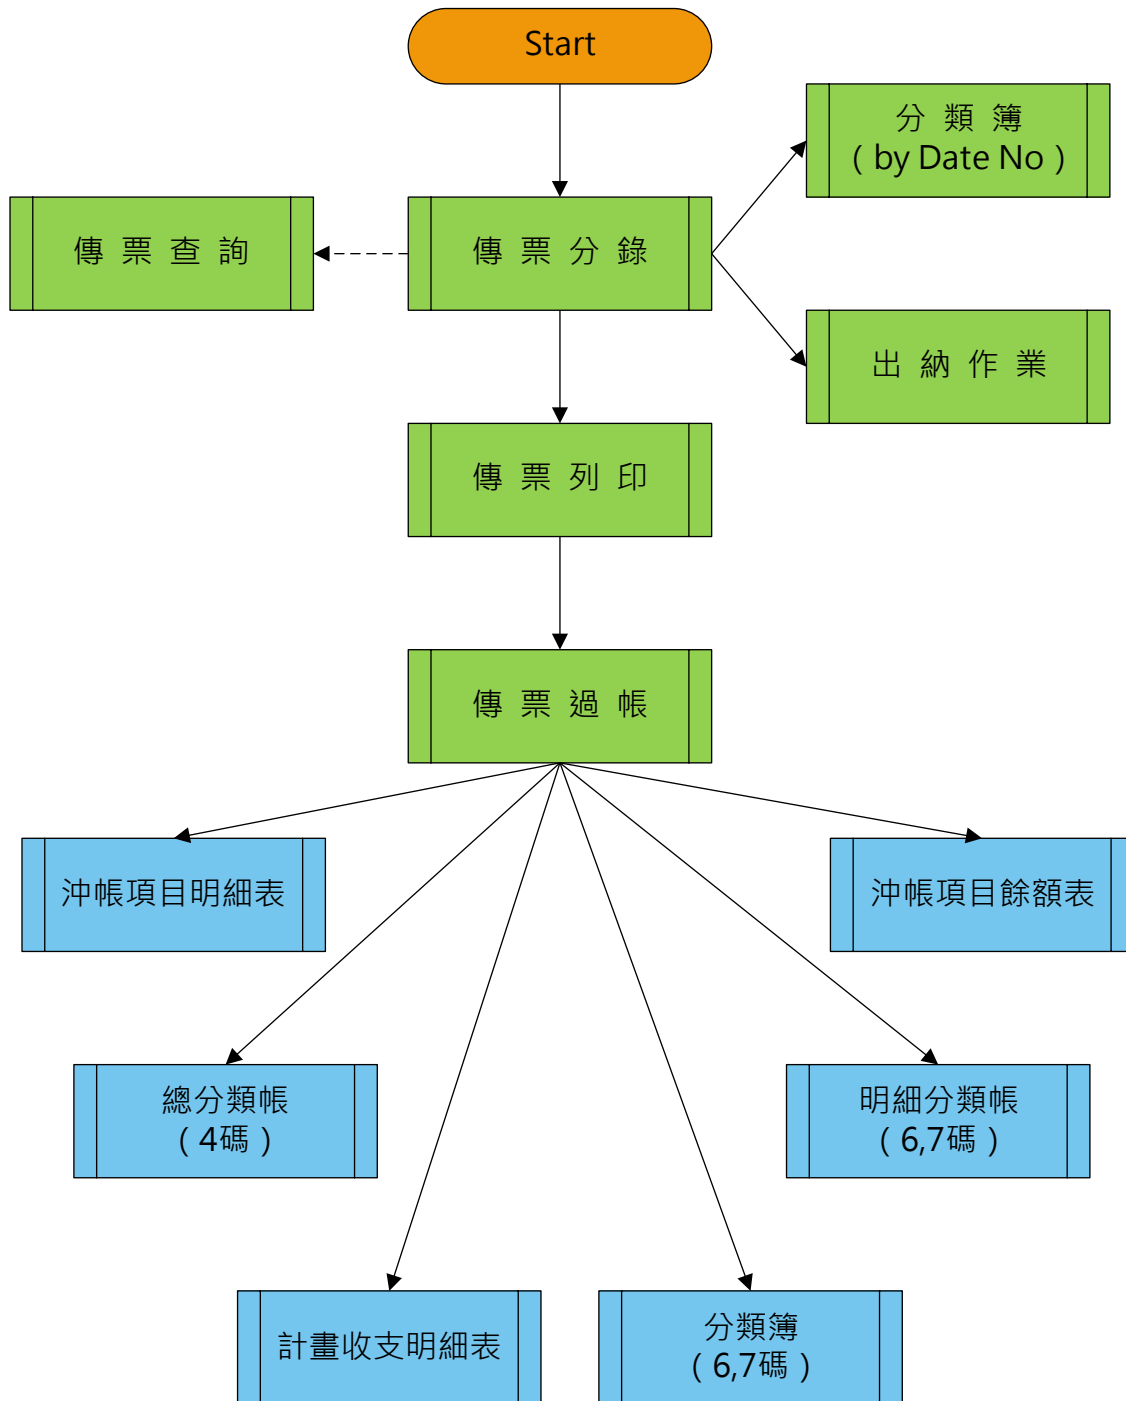 Start
分 類 簿
( by Date No )
傳 票 查 詢
傳 票 分 錄
出 納 作 業
傳 票 列 印
傳 票 過 帳
沖帳項目明細表
沖帳項目餘額表
總分類帳
( 4碼 )
明細分類帳
( 6,7碼 )
計畫收支明細表
分類簿
( 6,7碼 )